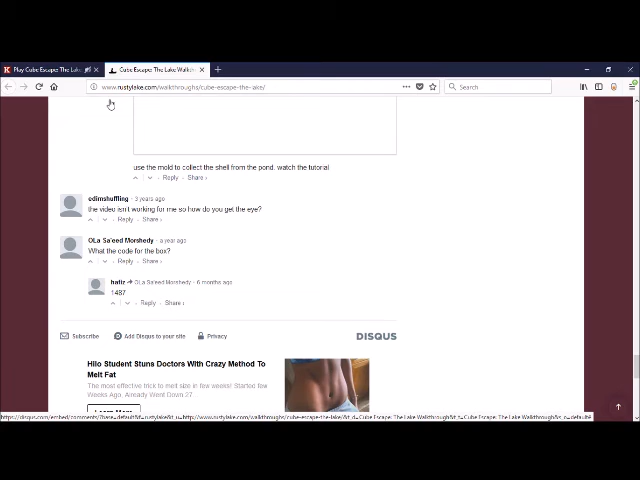 Play Cube Escape: The Lake
Cube Escape: The Lake Walkth
www.rustylake.com/walkthroughs/cube-escape-the-lake/
Search
use the mold to collect the shell from the pond. watch the tutorial
Reply Share ›
edimshuffling • 3 years ago
the video isn't working for me so how do you get the eye?
Reply • Share ›
OLa Sa'eed Morshedy • a year ago
What the code for the box?
Reply • Share ›
hafiz OLa Sa'eed Morshedy • 6 months ago
1487
Reply • Share ›
Subscribe
Add Disqus to your site
Privacy
DISQUS
Hilo Student Stuns Doctors With Crazy Method To
Melt Fat
The most effective trick to melt size in few weeks! Started few
Weeks Ago, Already Went Down 27...
Learn More